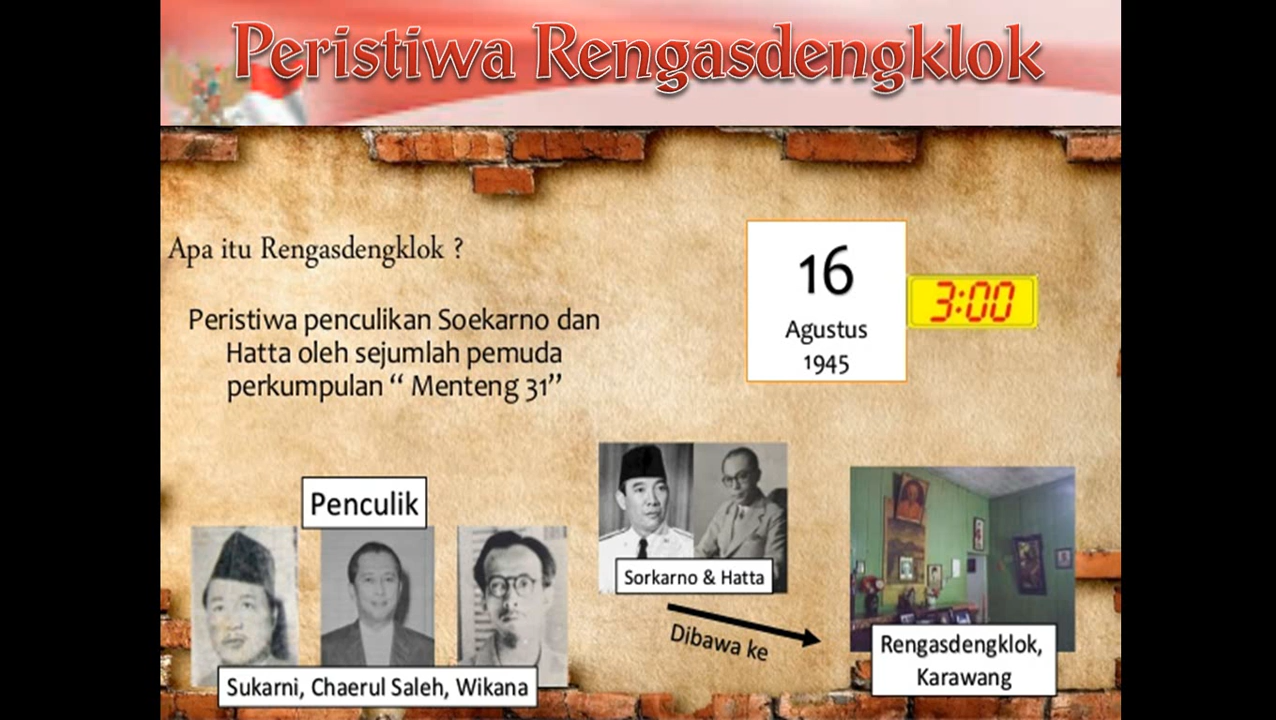 Peristiwa Rengasdengklok
Apa itu Rengasdengklok ?
Peristiwa penculikan Soekarno dan
Hatta oleh sejumlah pemuda
perkumpulan “ Menteng 31”
16
Agustus
1945
3:00
Penculik
Sukarni, Chaerul Saleh, Wikana
Sorkarno & Hatta
Dibawa ke
Rengasdengklok,
Karawang